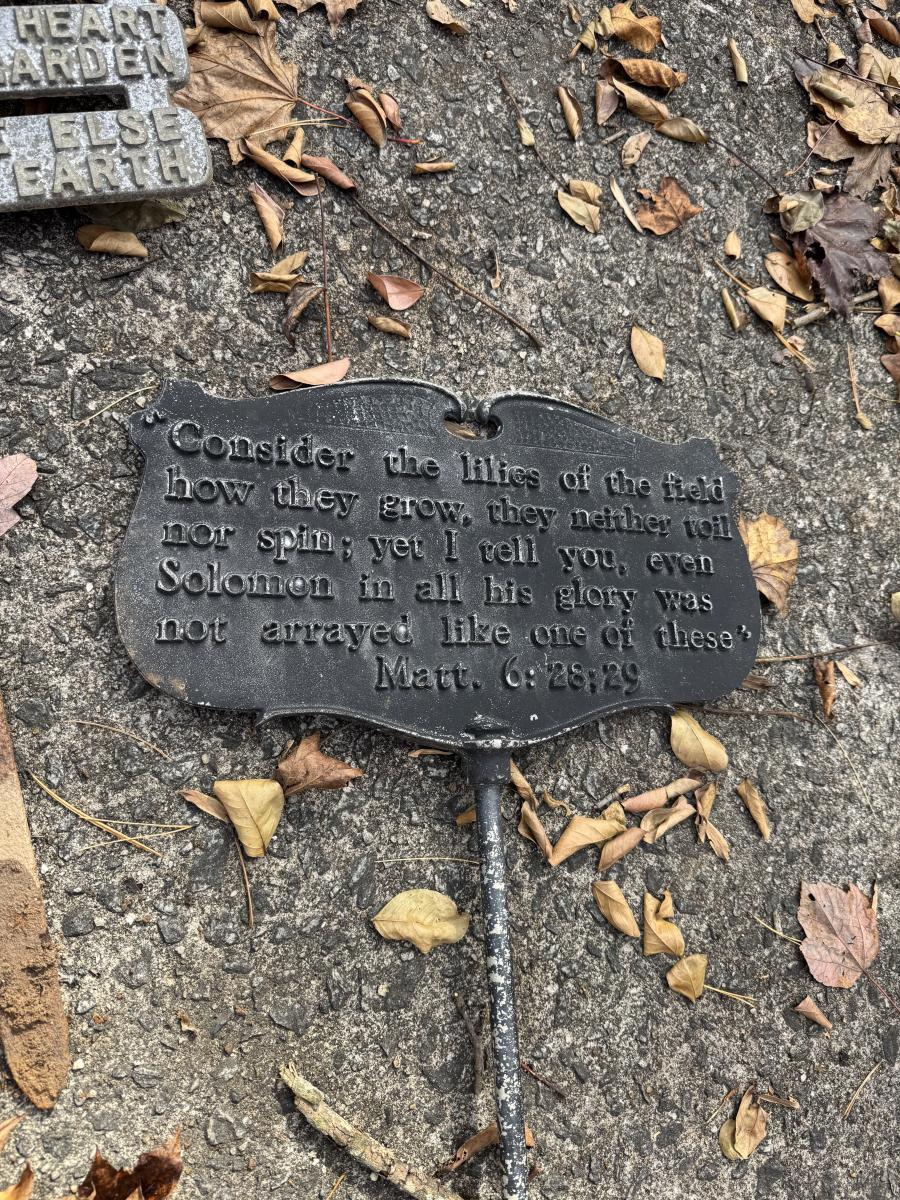 HEART
ARDEN
ELSE
EARTH
"Consider the lilies of the field
how they grow, they neither toil
nor spin; yet I tell you, even
Solomon in all his glory was
not arrayed like one of these"
Matt. 6:28;29